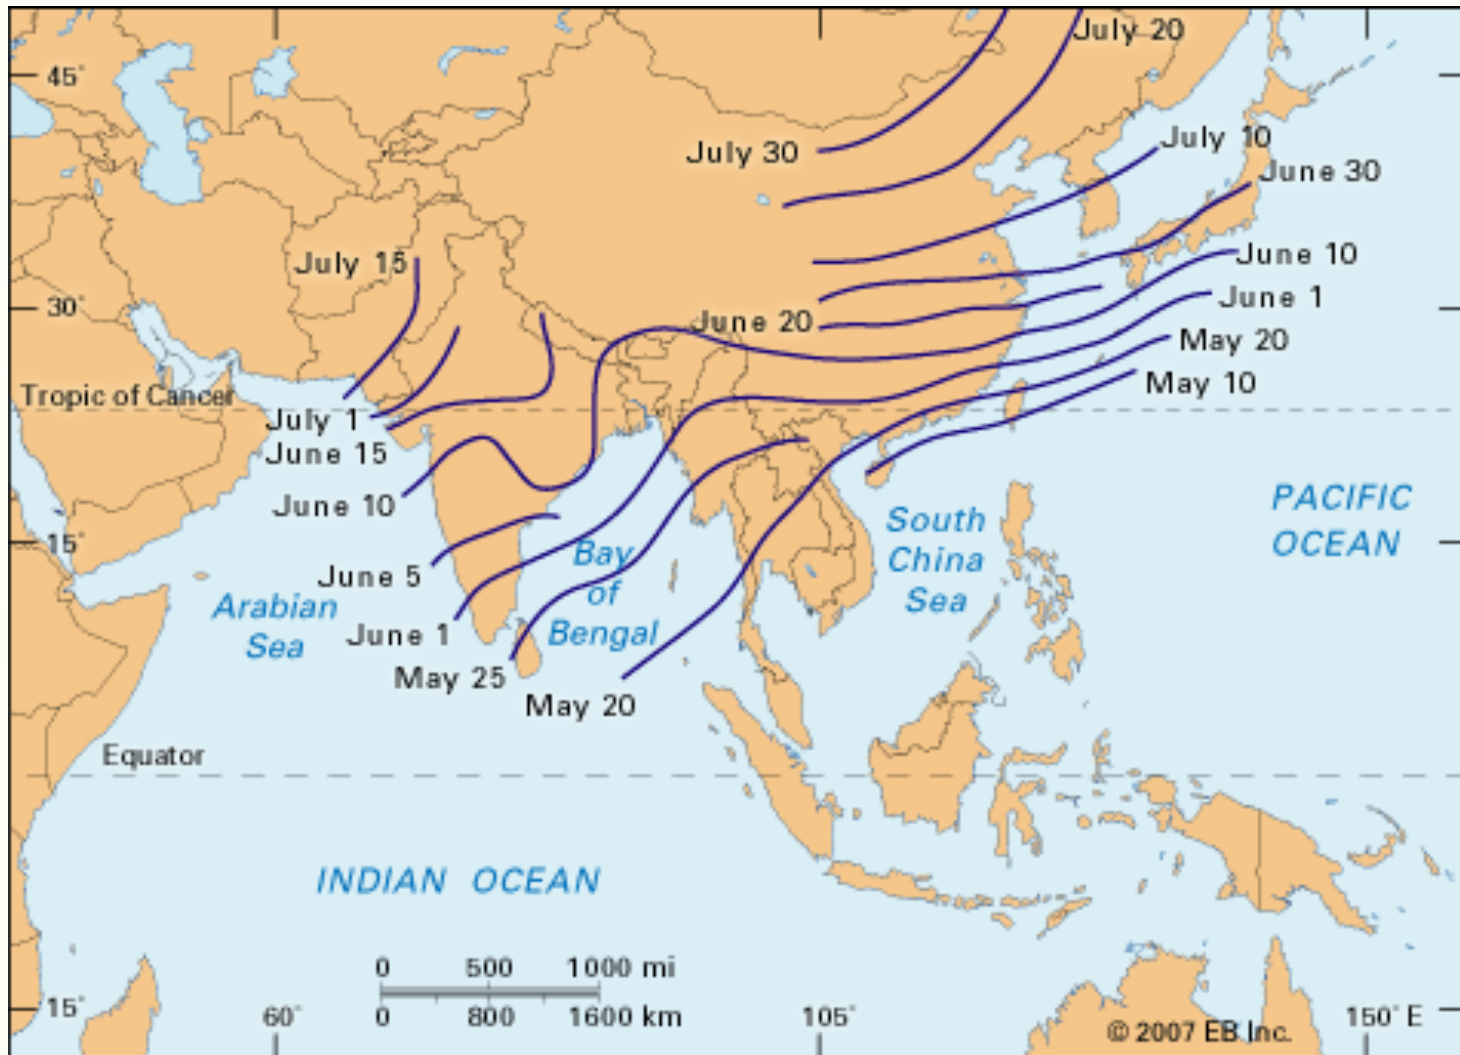 July 20
45°
July 10
July 30
June 30
June 10
July 15
June 1
30°
June 20
May 20
May 10
Tropic of Cancer
July 1
June 15
PACIFIC
OCEAN
June 10
South
China
Sea
15°
Bay
of
Bengal
June 5
Arabian
Sea
June 1
May 25
May 20
Equator
INDIAN OCEAN
0 500 1000 mi
0 800 1600 km
15°
60°
105°
150° E
© 2007 EB Inc.